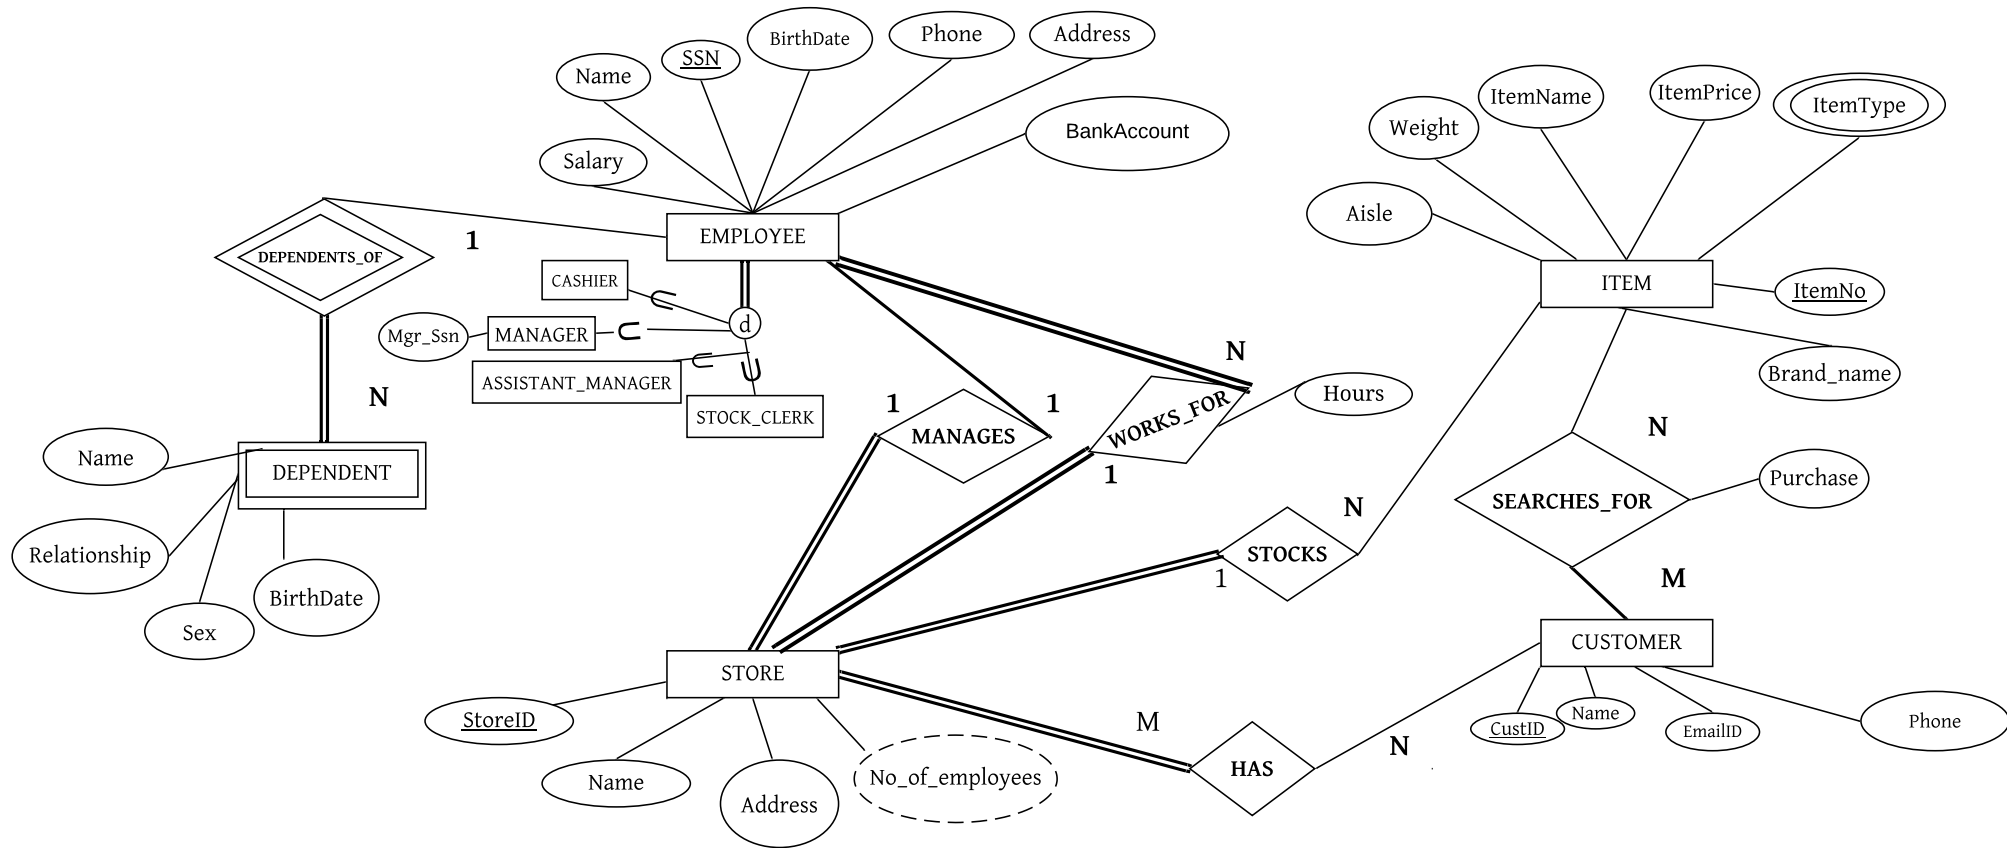 Name
SSN
BirthDate
Phone
Address
Salary
BankAccount
EMPLOYEE
Weight
ItemName
ItemPrice
ItemType
Aisle
ITEM
ItemNo
Brand_name
DEPENDENTS_OF
1
N
CASHIER
d
Mgr_Ssn
MANAGER
ASSISTANT_MANAGER
STOCK_CLERK
1
MANAGES
1
N
WORKS_FOR
1
Hours
Name
DEPENDENT
Relationship
Sex
BirthDate
N
STOCKS
1
N
SEARCHES_FOR
Purchase
M
STORE
StoreID
Name
Address
No_of_employees
M
HAS
N
CUSTOMER
CustID
Name
EmailID
Phone